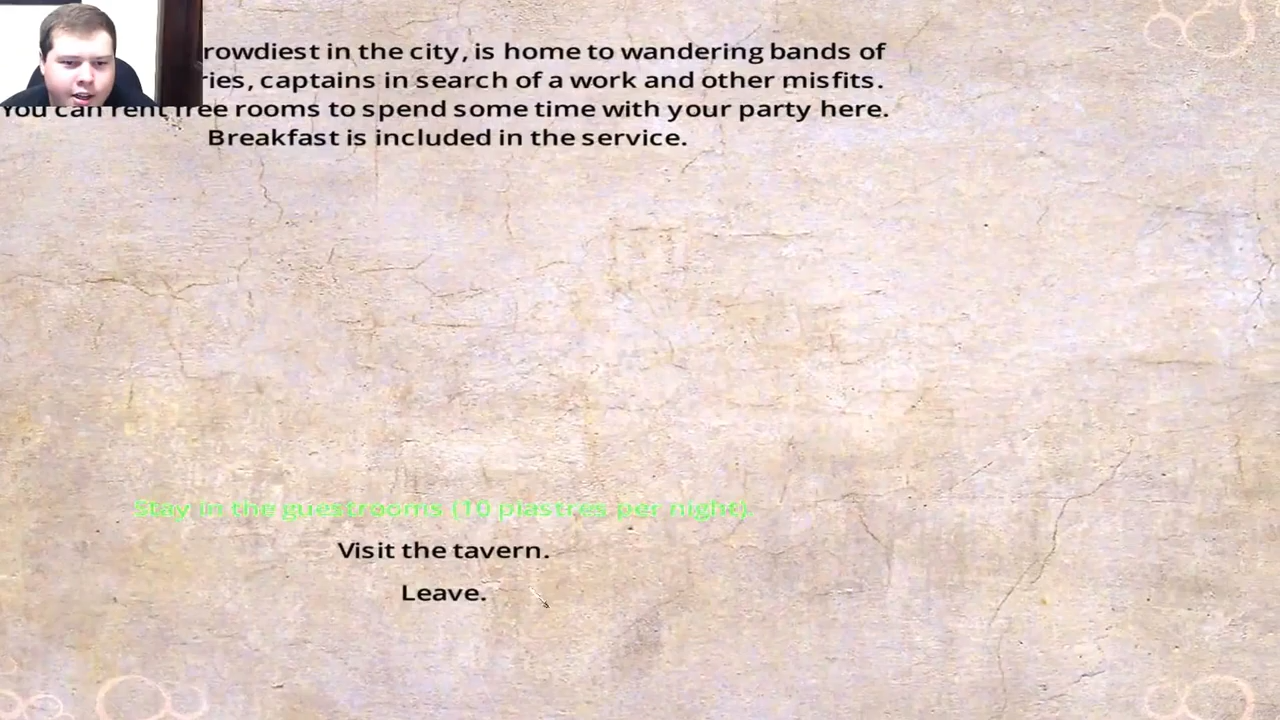 rowdiest in the city, is home to wandering bands of
ries, captains in search of a work and other misfits.
You can rent free rooms to spend some time with your party here.
Breakfast is included in the service.
Stay in the guestrooms (10 piastres per night).
Visit the tavern.
Leave.